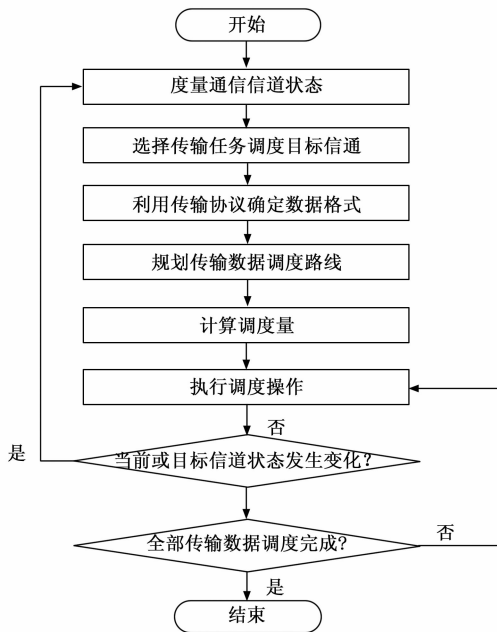 开始
度量通信信道状态
选择传输任务调度目标信通
利用传输协议确定数据格式
规划传输数据调度路线
计算调度量
执行调度操作
否
是
当前或目标信道状态发生变化?
全部传输数据调度完成?
否
是
结束